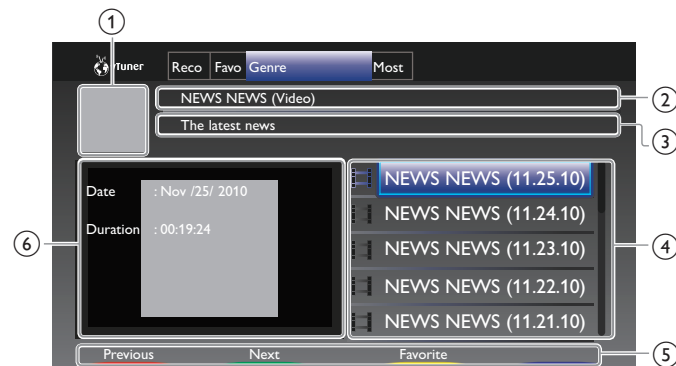 1
vTuner Reco Favo Genre Most
NEWS NEWS (Video)
2
The latest news
3
Date : Nov /25/ 2010
Duration : 00:19:24
6
NEWS NEWS (11.25.10)
NEWS NEWS (11.24.10)
NEWS NEWS (11.23.10)
NEWS NEWS (11.22.10)
NEWS NEWS (11.21.10)
4
Previous Next Favorite
5